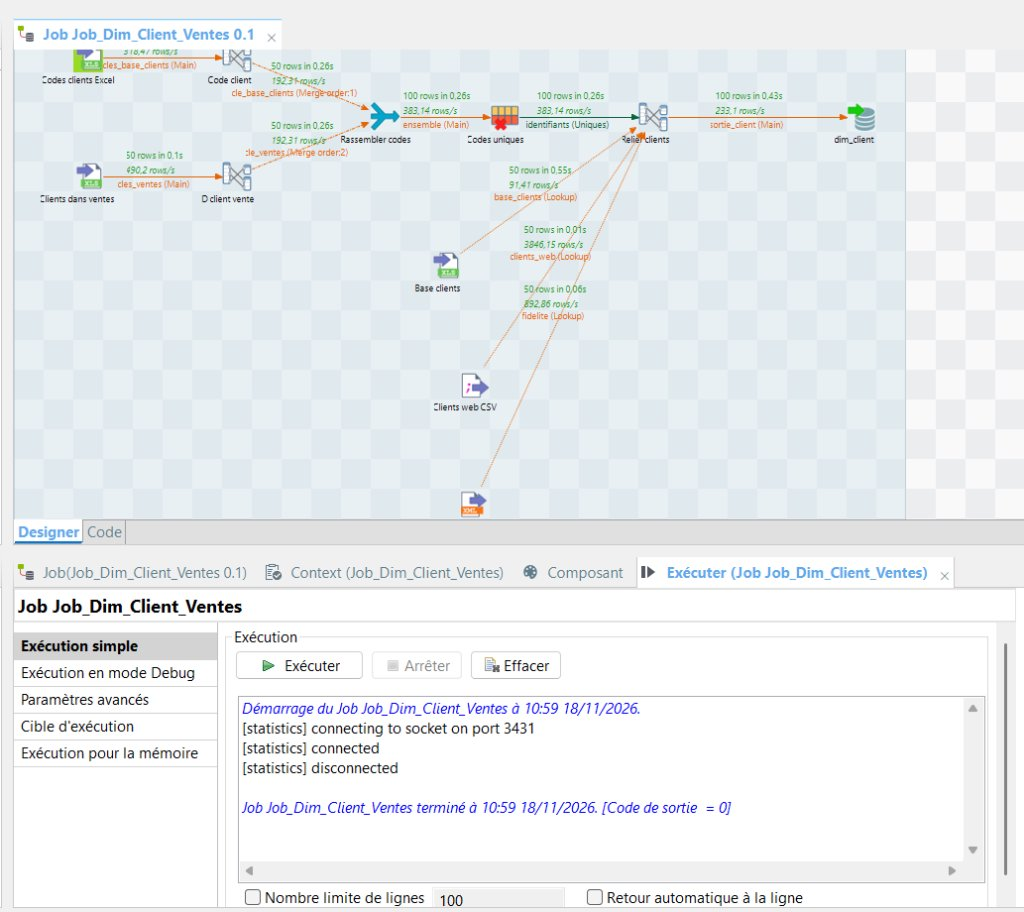 Job Job_Dim_Client_Ventes 0.1
318,47 rows/s
cles_base_clients (Main)
Codes clients Excel
Code client
50 rows in 0.26s
192,31 rows/s
cle_base_clients (Merge order:1)
100 rows in 0,26s
383,14 rows/s
ensemble (Main)
Rassembler codes
100 rows in 0.26s
383,14 rows/s
identifiants (Uniques)
Codes uniques
Relier clients
100 rows in 0,43s
233,1 rows/s
sortie_client (Main)
dim_client
50 rows in 0.26s
192,31 rows/s
cle_ventes (Merge order:2)
50 rows in 0.1s
490,2 rows/s
cles_ventes (Main)
Clients dans ventes
D client vente
50 rows in 0.55s
91,41 rows/s
base_clients (Lookup)
50 rows in 0,01s
3846,15 rows/s
clients_web (Lookup)
Base clients
50 rows in 0,06s
892,86 rows/s
fidelite (Lookup)
Clients web CSV
Designer
Code
Job(Job_Dim_Client_Ventes 0.1)
Context (Job_Dim_Client_Ventes)
Composant
Exécuter (Job Job_Dim_Client_Ventes)
Job Job_Dim_Client_Ventes
Exécution simple
Exécution en mode Debug
Paramètres avancés
Cible d'exécution
Exécution pour la mémoire
Exécution
Exécuter
Arrêter
Effacer
Démarrage du Job Job_Dim_Client_Ventes à 10:59 18/11/2026.
[statistics] connecting to socket on port 3431
[statistics] connected
[statistics] disconnected
Job Job_Dim_Client_Ventes terminé à 10:59 18/11/2026. [Code de sortie  = 0]
Nombre limite de lignes
100
Retour automatique à la ligne